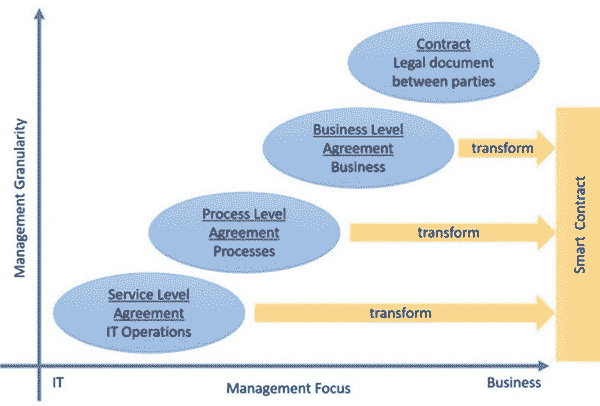 Contract
Legal document
between parties
Business Level
Agreement
Business
transform
Process Level
Agreement
Processes
transform
Service Level
Agreement
IT Operations
transform
Management Granularity
Smart Contract
IT
Management Focus
Business